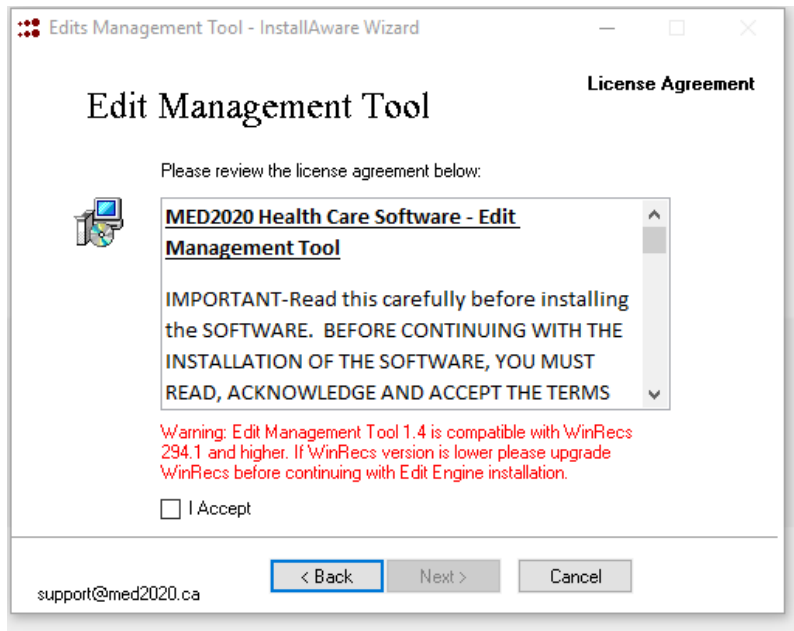 Edits Management Tool - InstallAware Wizard
License Agreement
Edit Management Tool
Please review the license agreement below:
MED2020 Health Care Software - Edit
Management Tool
IMPORTANT-Read this carefully before installing
the SOFTWARE.  BEFORE CONTINUING WITH THE
INSTALLATION OF THE SOFTWARE, YOU MUST
READ, ACKNOWLEDGE AND ACCEPT THE TERMS
Warning: Edit Management Tool 1.4 is compatible with WinRecs
294.1 and higher. If WinRecs version is lower please upgrade
WinRecs before continuing with Edit Engine installation.
I Accept
< Back
Next >
Cancel
support@med2020.ca